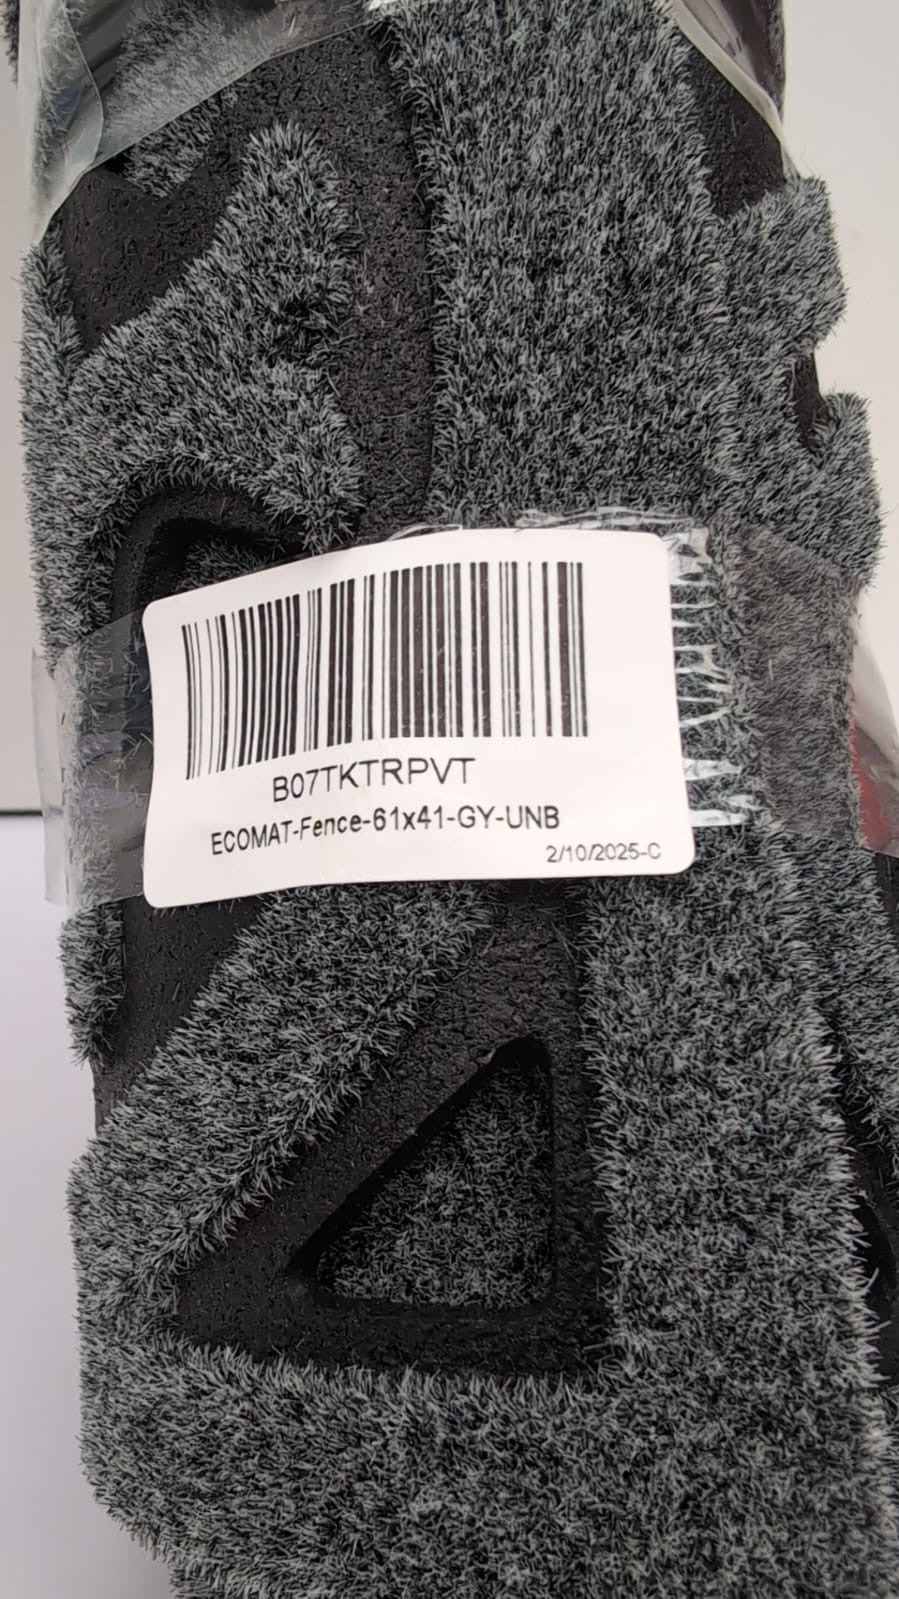 B07TKTRPVT
ECOMAT-Fence-61x41-GY-UNB
2/10/2025-C